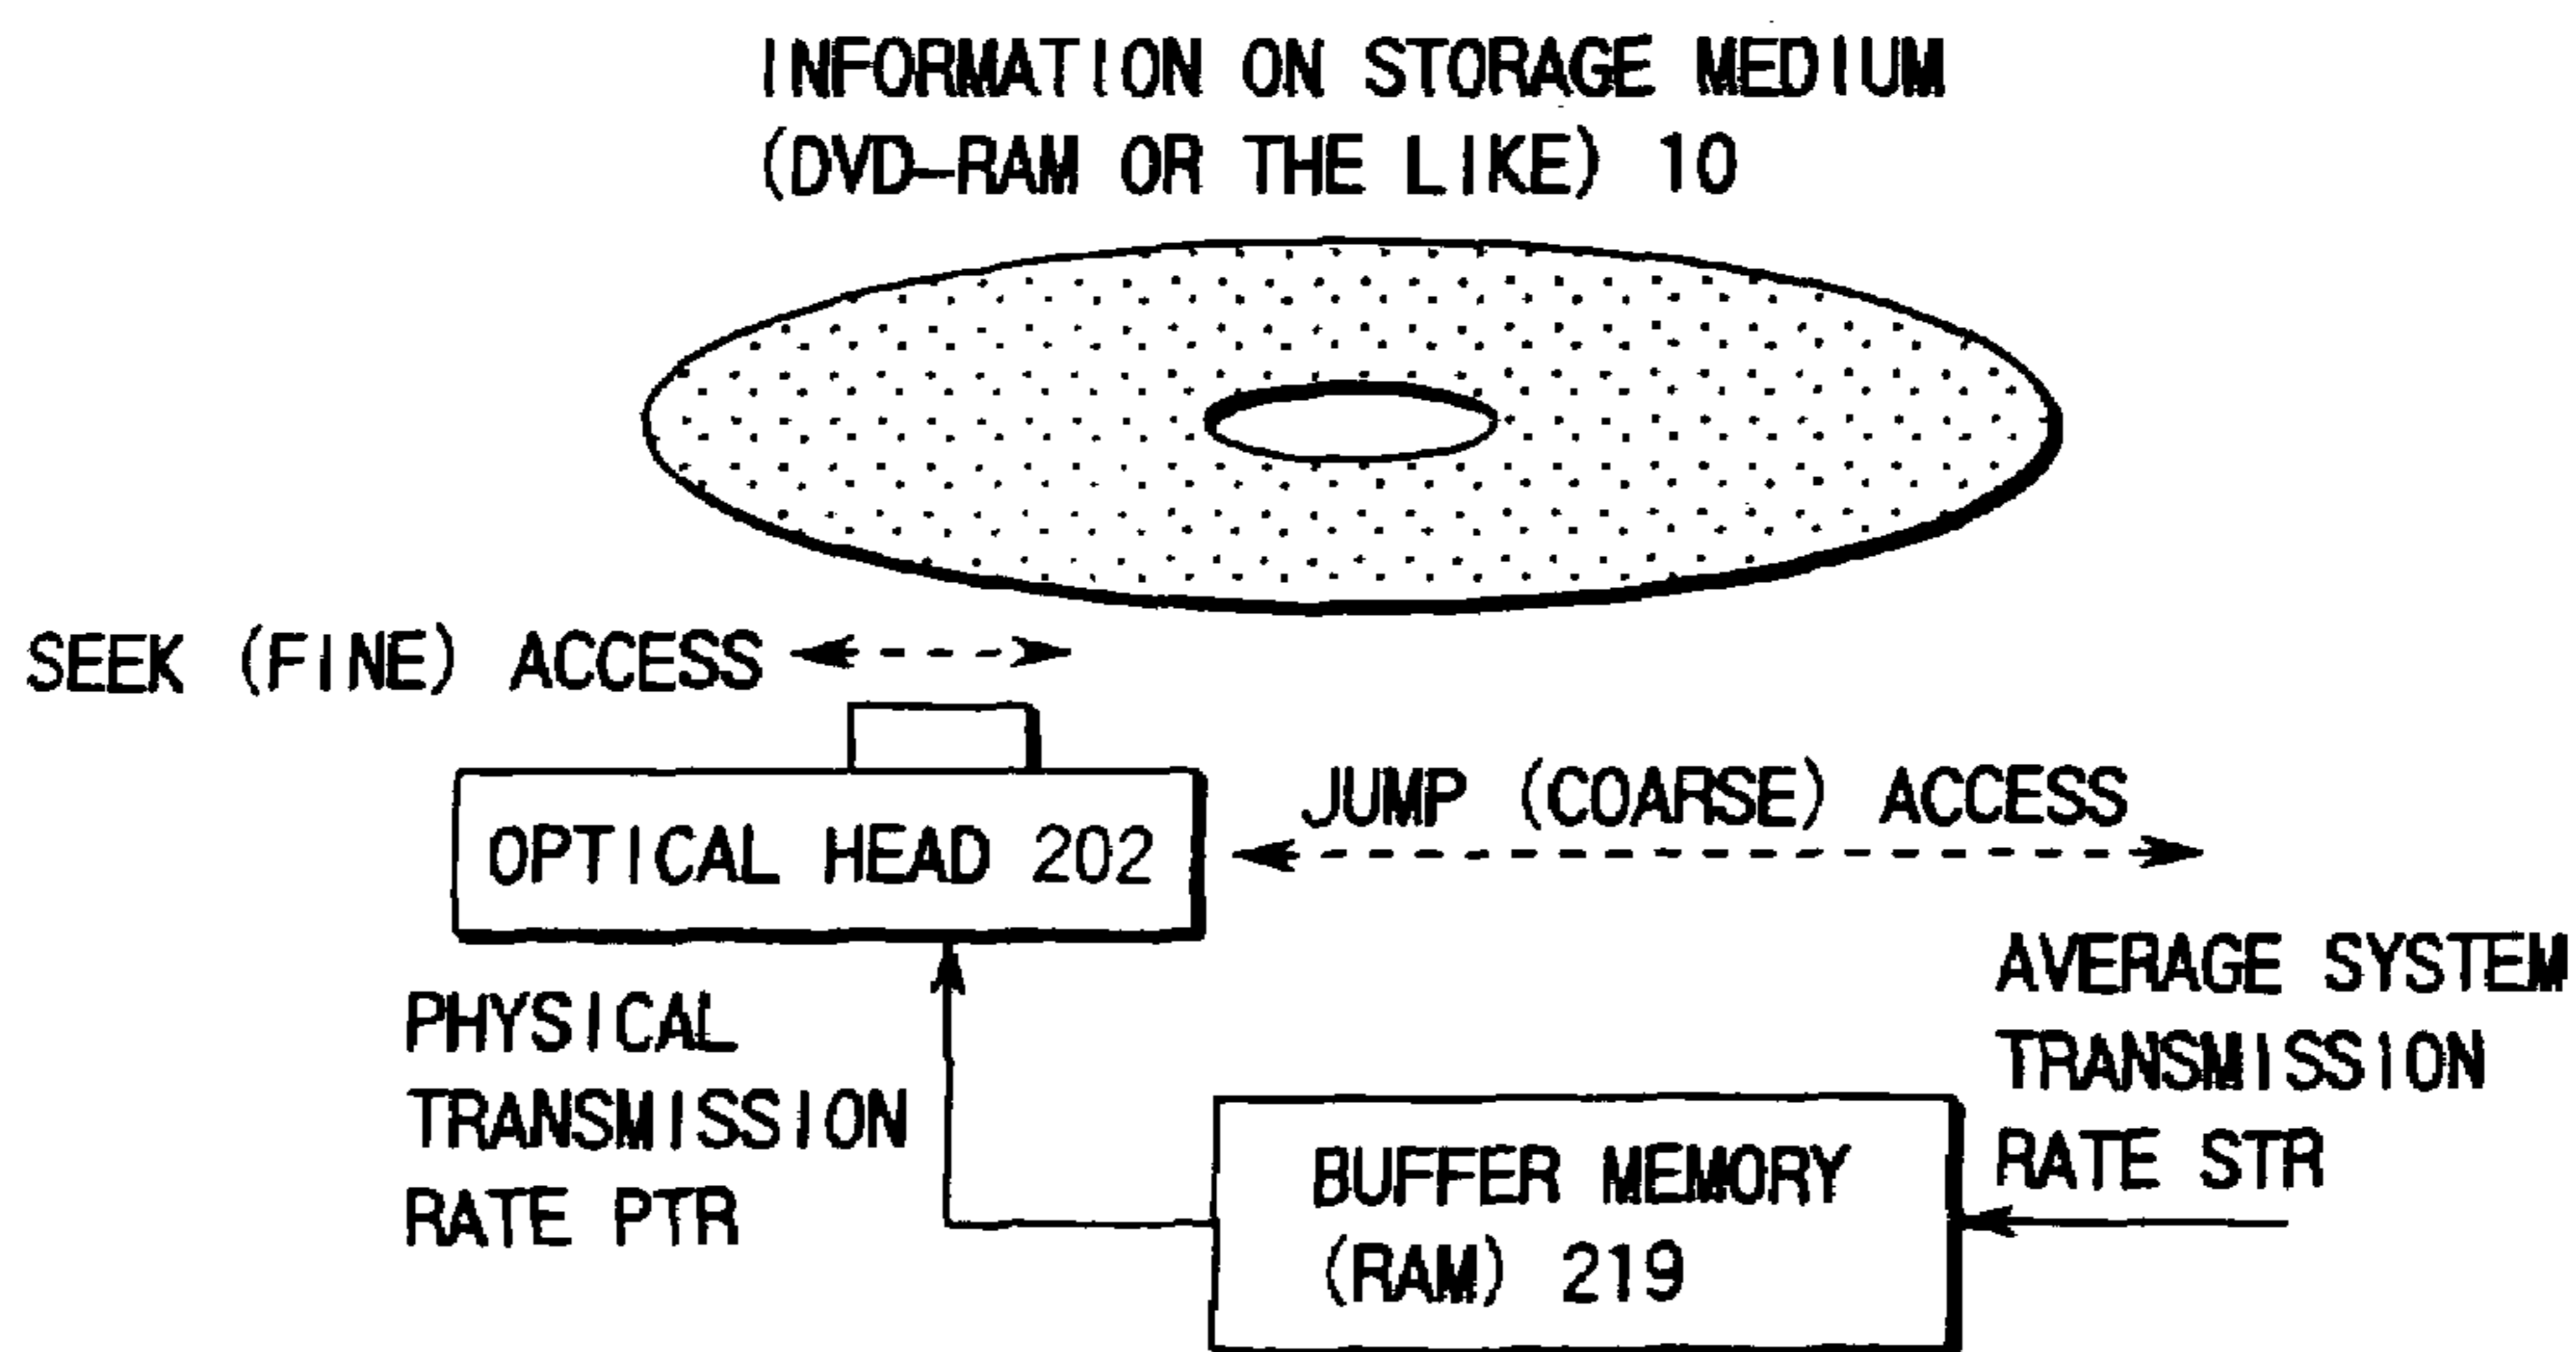 INFORMATION ON STORAGE MEDIUM
(DVD-RAM OR THE LIKE) 10
SEEK (FINE) ACCESS
OPTICAL HEAD 202
JUMP (COARSE) ACCESS
PHYSICAL
TRANSMISSION
RATE PTR
AVERAGE SYSTEM
TRANSMISSION
RATE STR
BUFFER MEMORY
(RAM) 219